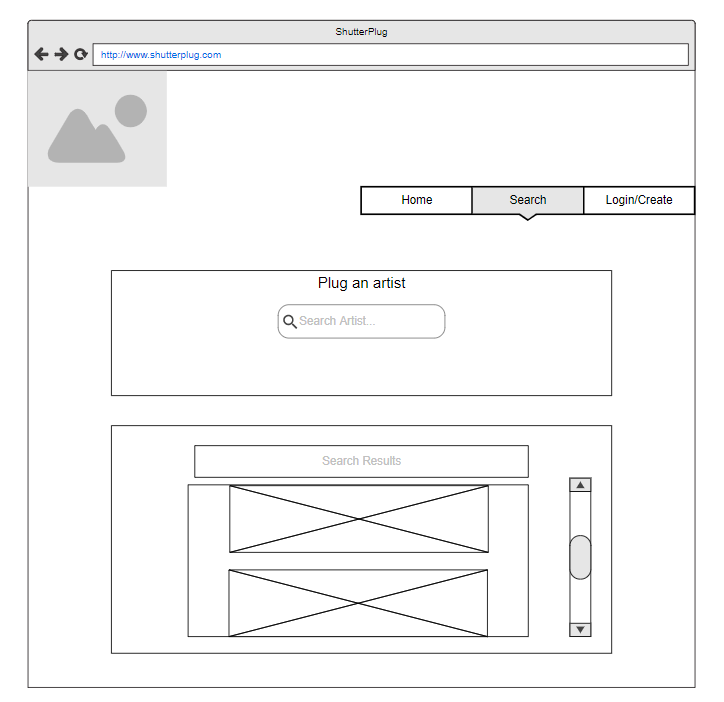 ShutterPlug
http://www.shutterplug.com
Home Search Login/Create
Plug an artist
Search Artist...
Search Results